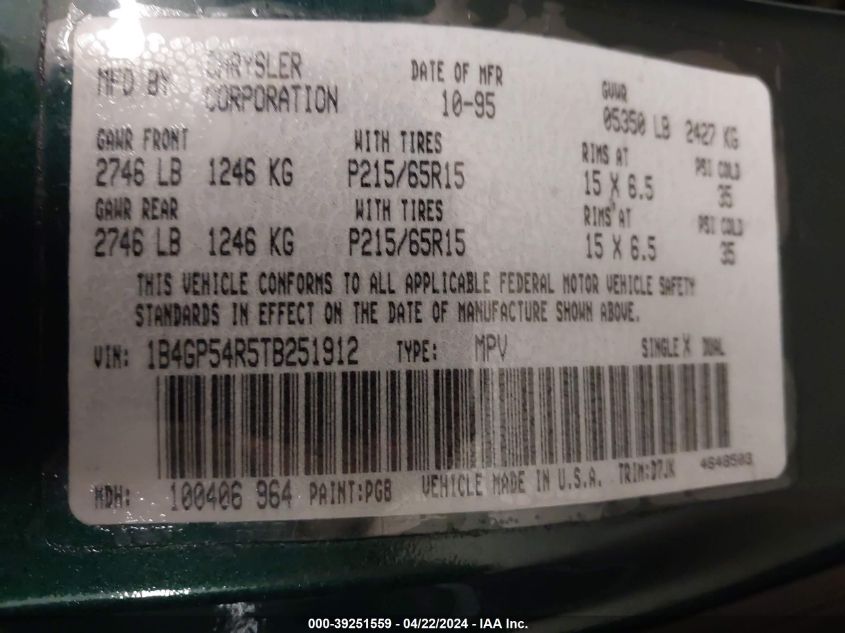 MFD BY CHRYSLER CORPORATION DATE OF MFR 10-95 GVWR 05350 LB 2427 KG
GAWR FRONT WITH TIRES RIMS AT PSI COLD
2746 LB 1246 KG P215/65R15 15 X 6.5 35
GAWR REAR WITH TIRES RIMS AT PSI COLD
2746 LB 1246 KG P215/65R15 15 X 6.5 35
THIS VEHICLE CONFORMS TO ALL APPLICABLE FEDERAL MOTOR VEHICLE SAFETY
STANDARDS IN EFFECT ON THE DATE OF MANUFACTURE SHOWN ABOVE.
VIN: 1B4GP54R5TB251912 TYPE: MPV SINGLE X DUAL
MDH: 100406 964 PAINT:PG8 VEHICLE MADE IN U.S.A. TRIM:D7JK 4648503
000-39251559 - 04/22/2024 - IAA Inc.